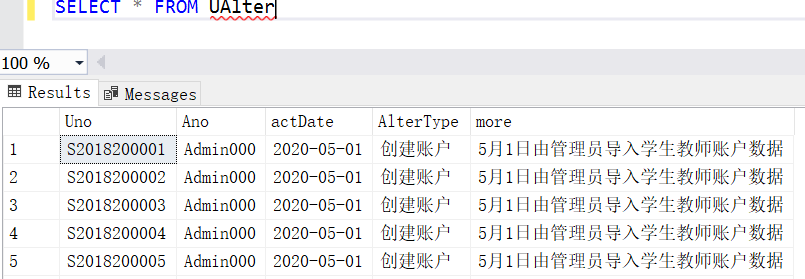 SELECT * FROM UAlter
100 %
Results Messages
Uno Ano actDate AlterType more
1 S2018200001 Admin000 2020-05-01 创建账户 5月1日由管理员导入学生教师账户数据
2 S2018200002 Admin000 2020-05-01 创建账户 5月1日由管理员导入学生教师账户数据
3 S2018200003 Admin000 2020-05-01 创建账户 5月1日由管理员导入学生教师账户数据
4 S2018200004 Admin000 2020-05-01 创建账户 5月1日由管理员导入学生教师账户数据
5 S2018200005 Admin000 2020-05-01 创建账户 5月1日由管理员导入学生教师账户数据